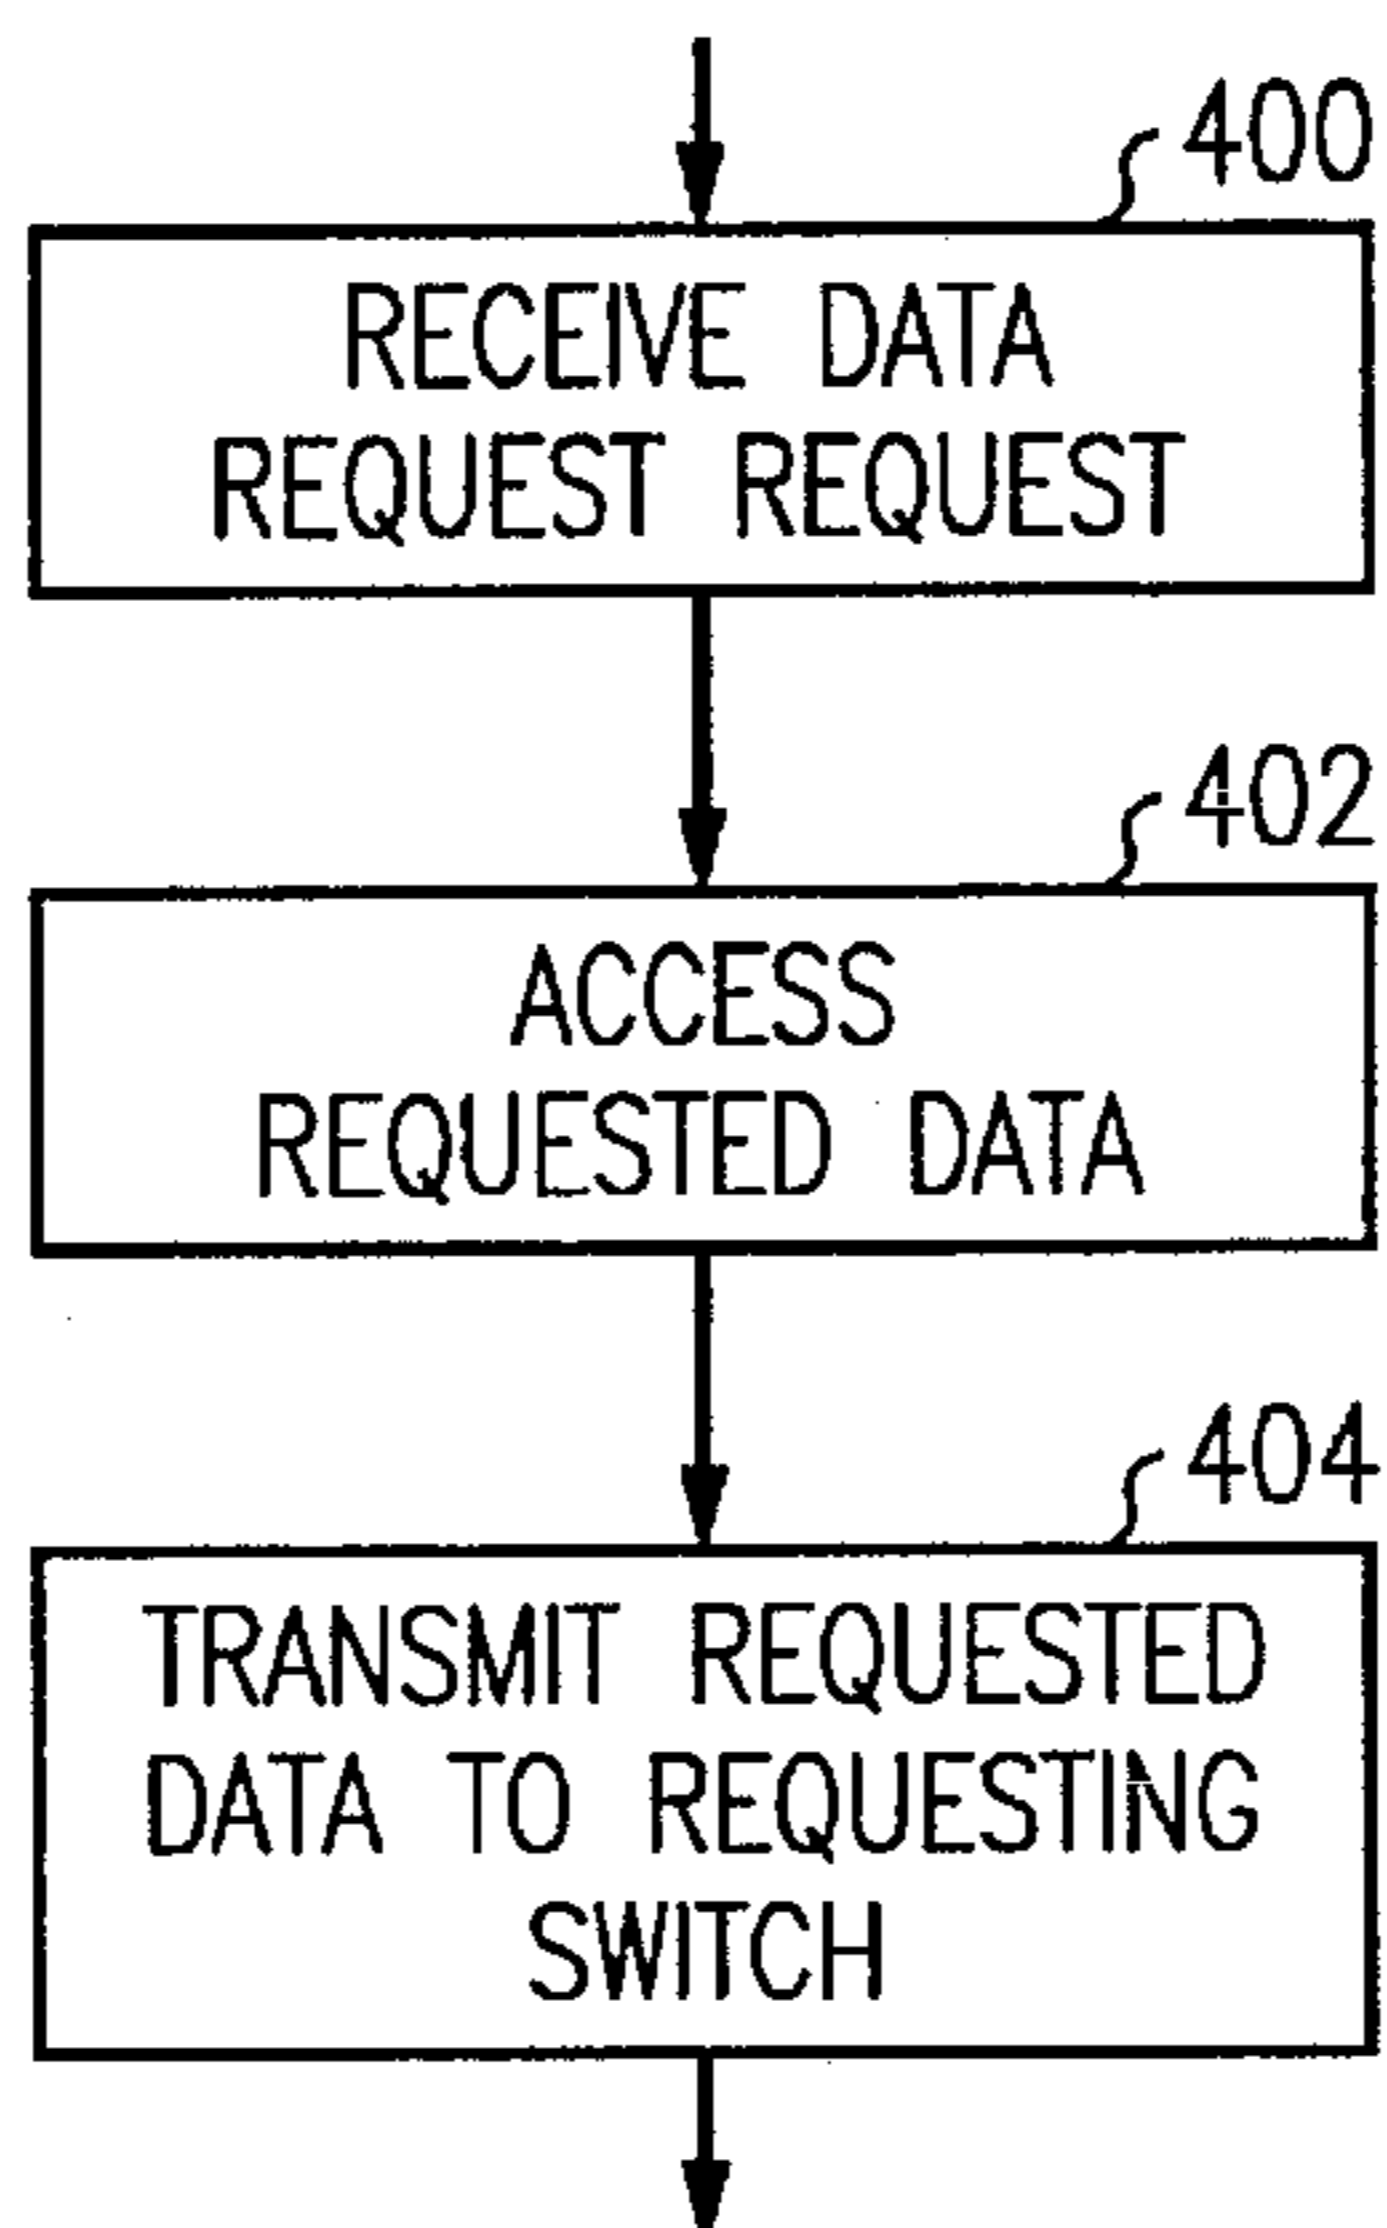 400
RECEIVE DATA
REQUEST REQUEST
402
ACCESS
REQUESTED DATA
404
TRANSMIT REQUESTED
DATA TO REQUESTING
SWITCH